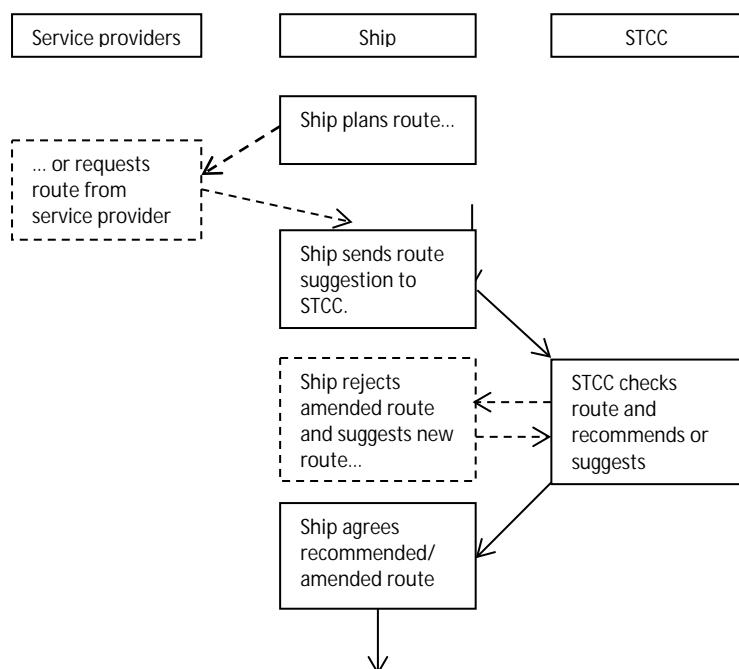 Service providers
Ship
STCC
Ship plans route...
... or requests
route from
service provider
Ship sends route
suggestion to
STCC.
Ship rejects
amended route
and suggests new
route...
STCC checks
route and
recommends or
suggests
Ship agrees
recommended/
amended route